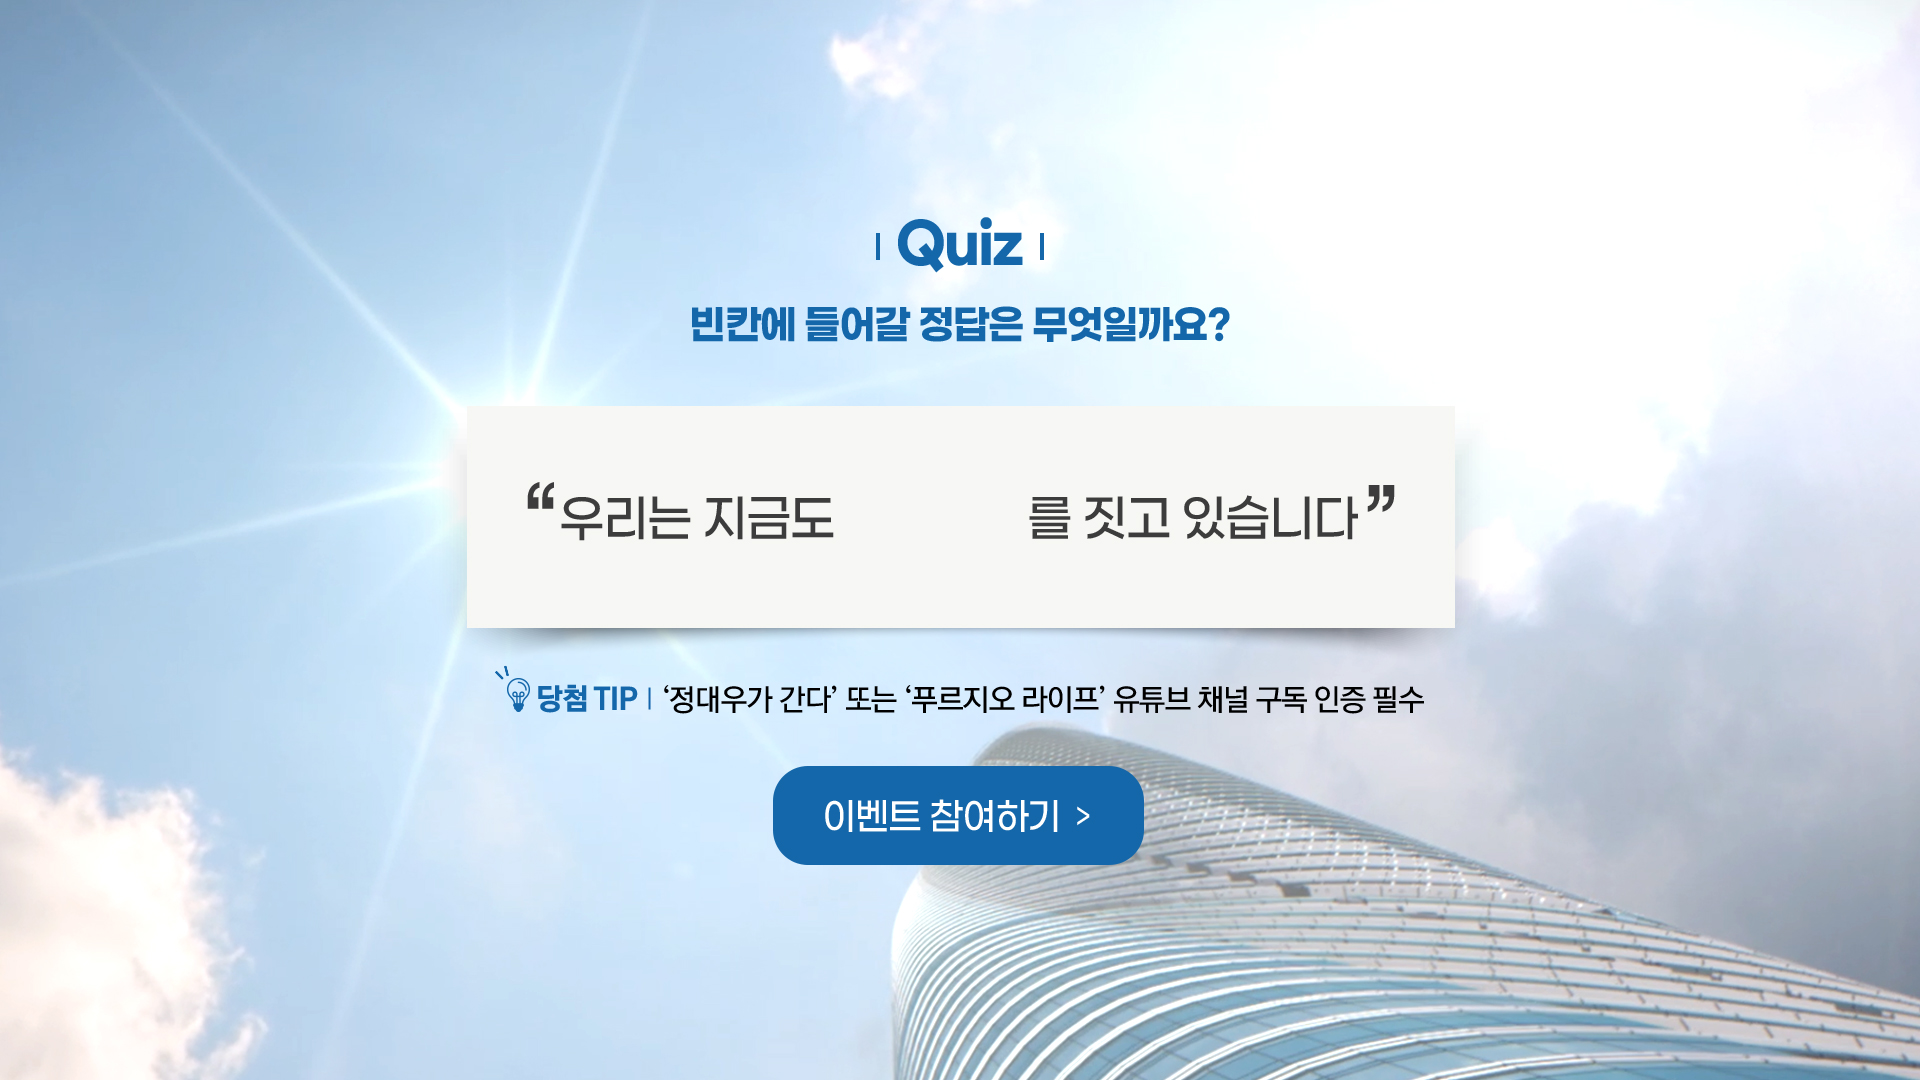 Quiz
빈칸에 들어갈 정답은 무엇일까요?
“우리는 지금도 를 짓고 있습니다”
당첨 TIP | ‘정대우가 간다’ 또는 ‘푸르지오 라이프’ 유튜브 채널 구독 인증 필수
이벤트 참여하기 >